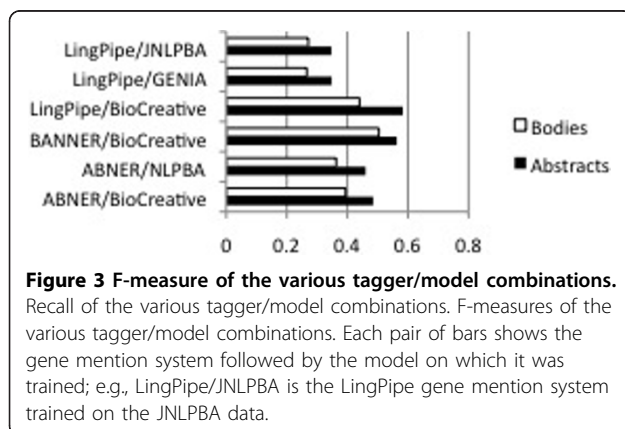 LingPipe/JNLPBA
LingPipe/GENIA
LingPipe/BioCreative
BANNER/BioCreative
ABNER/NLPBA
ABNER/BioCreative
Bodies
Abstracts
0 0.2 0.4 0.6 0.8
Figure 3 F-measure of the various tagger/model combinations.
Recall of the various tagger/model combinations. F-measures of the
various tagger/model combinations. Each pair of bars shows the
gene mention system followed by the model on which it was
trained; e.g., LingPipe/JNLPBA is the LingPipe gene mention system
trained on the JNLPBA data.